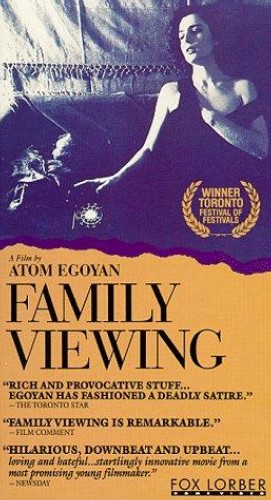 WINNER
TORONTO
FESTIVAL OF
FESTIVALS
A Film by
ATOM EGOYAN
FAMILY
VIEWING
"RICH AND PROVOCATIVE STUFF...
EGOYAN HAS FASHIONED A DEADLY SATIRE."
– THE TORONTO STAR
"FAMILY VIEWING IS REMARKABLE."
– FILM COMMENT
"HILARIOUS, DOWNBEAT AND UPBEAT...
loving and hateful...startlingly innovative movie from a
most promising young filmmaker."
– NEWSDAY
FOX LORBER
HOME VIDEO